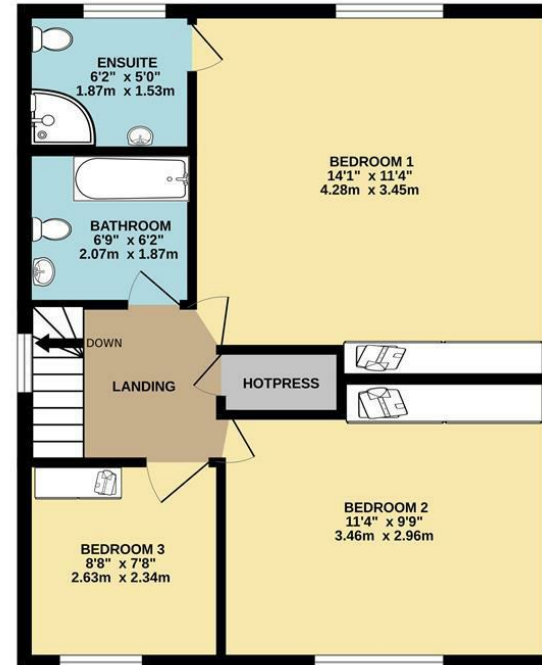 ENSUITE
6'2" x 5'0"
1.87m x 1.53m
BEDROOM 1
14'1" x 11'4"
4.28m x 3.45m
BATHROOM
6'9" x 6'2"
2.07m x 1.87m
DOWN
LANDING
HOTPRESS
BEDROOM 2
11'4" x 9'9"
3.46m x 2.96m
BEDROOM 3
8'8" x 7'8"
2.63m x 2.34m